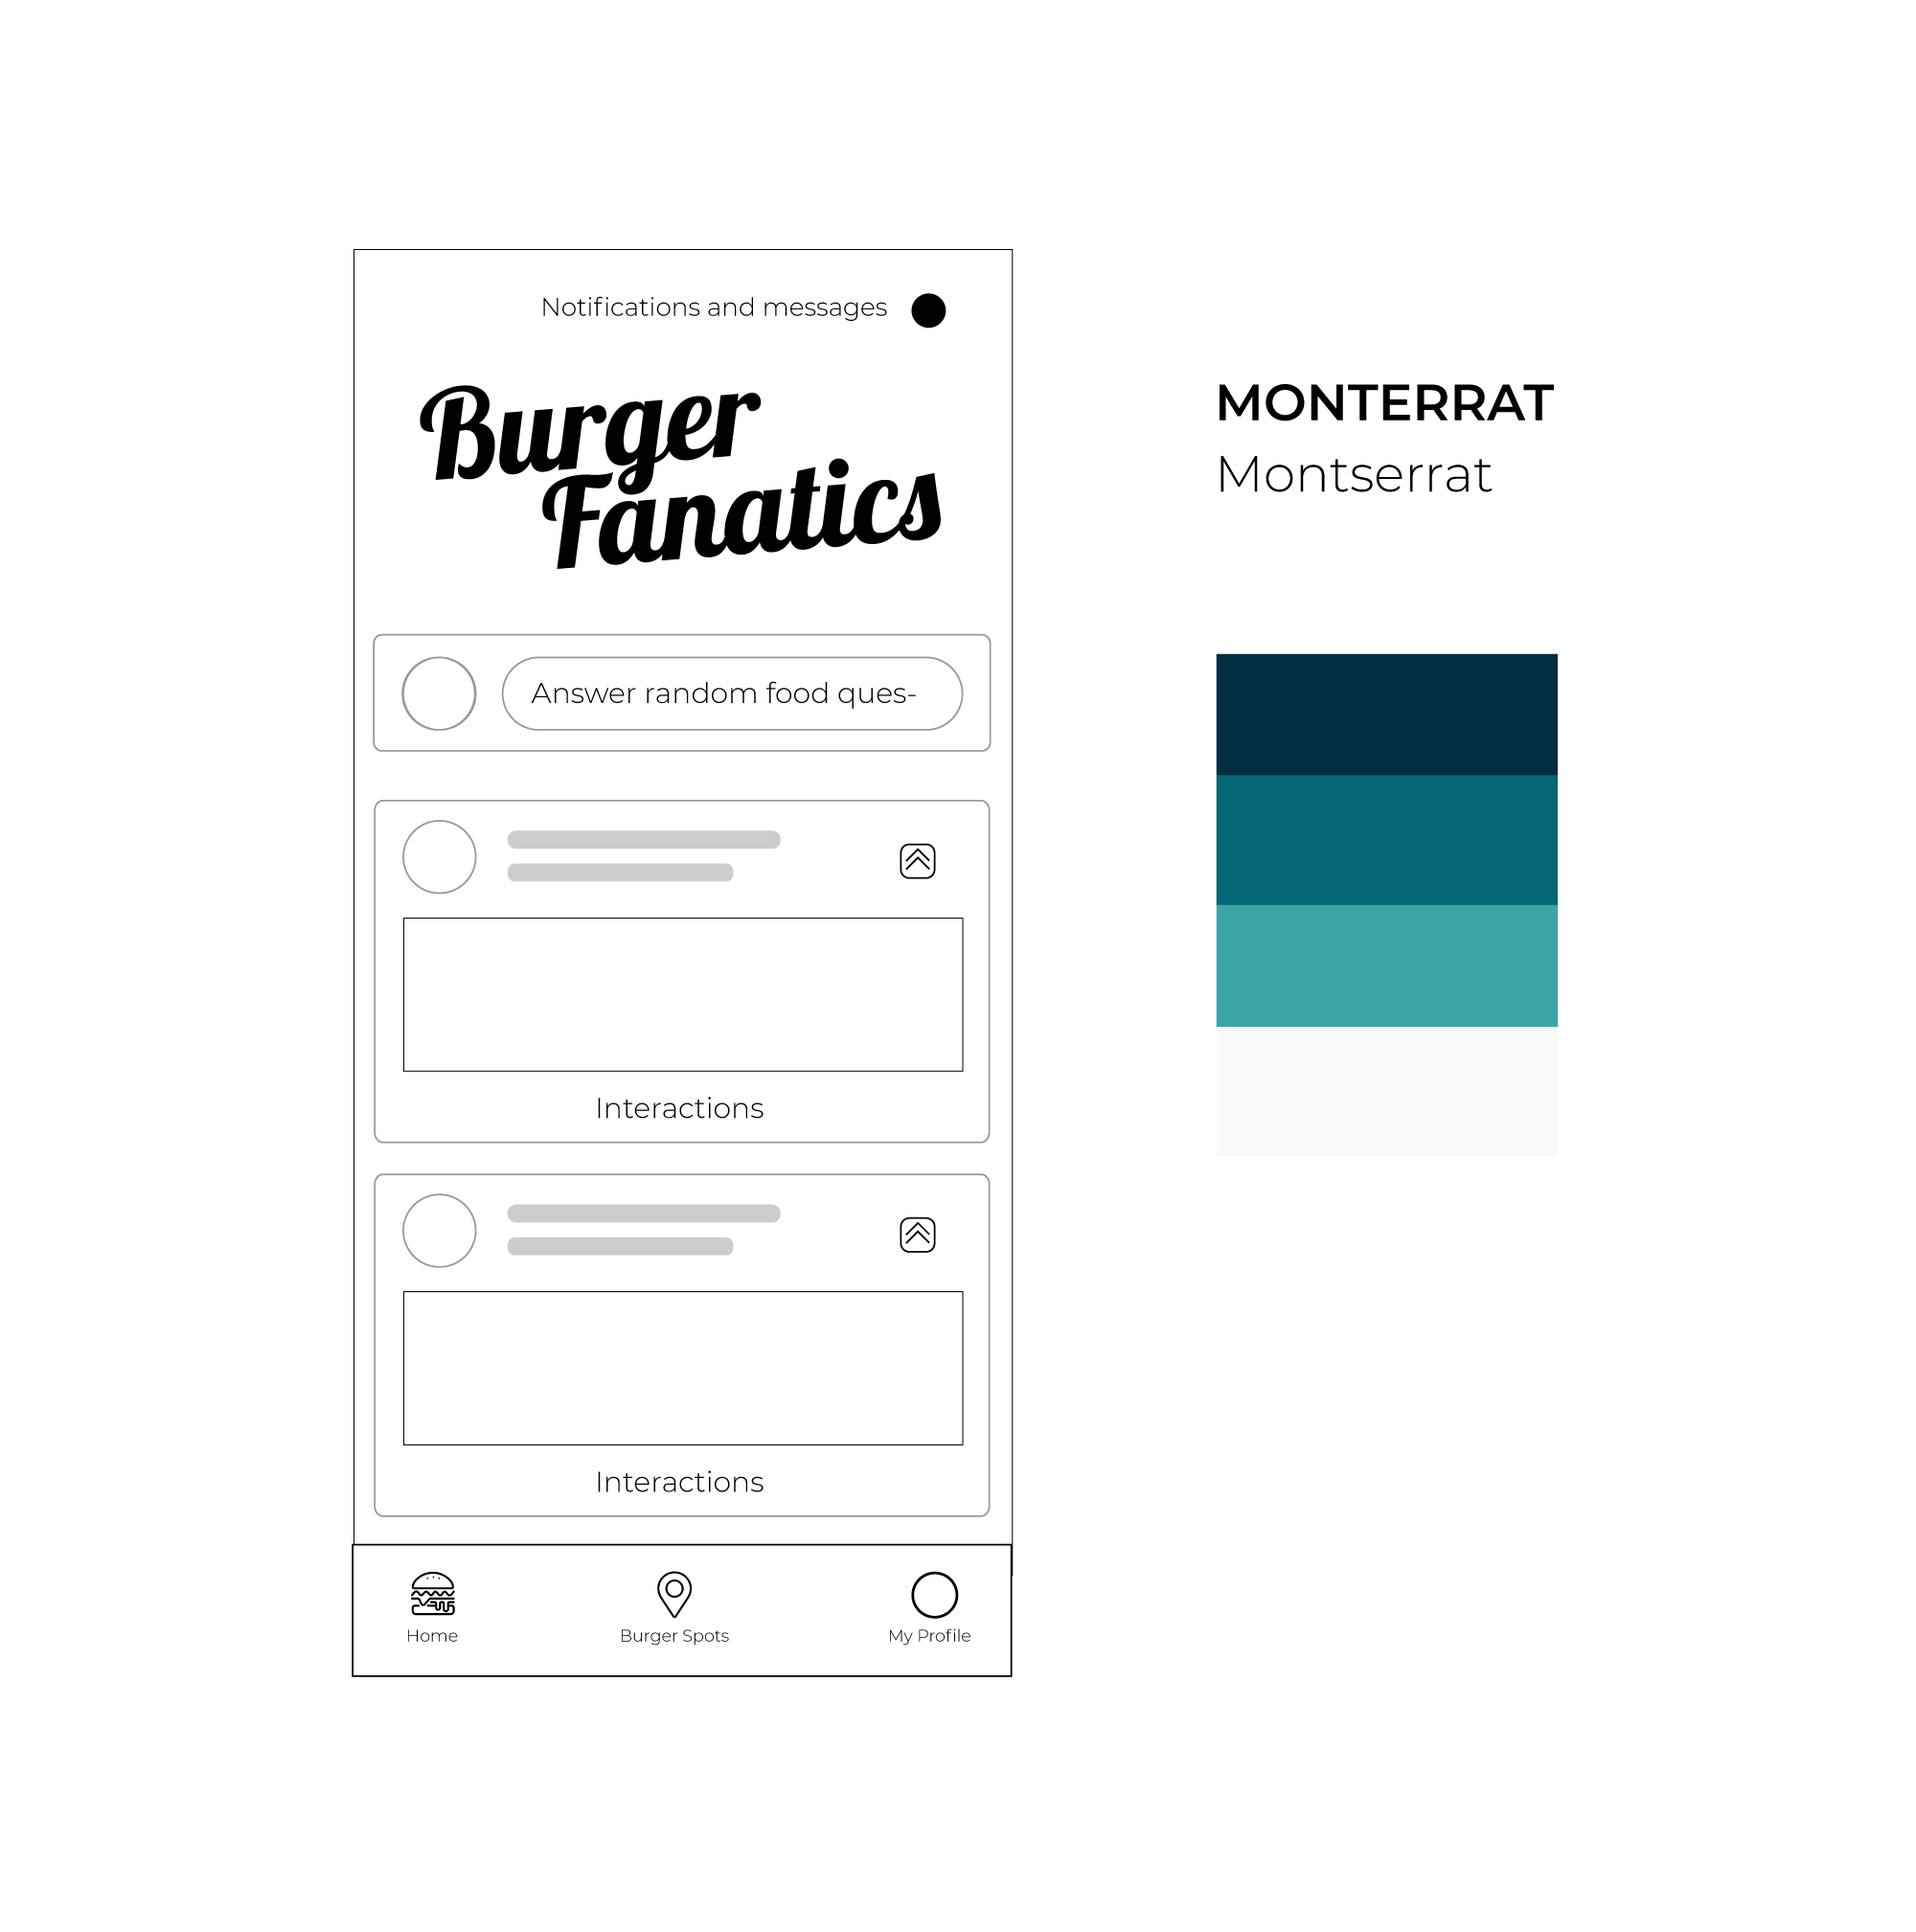 Notifications and messages
Burger
Fanatics
Answer random food ques-
Interactions
Interactions
Home
Burger Spots
My Profile
MONTERRAT
Montserrat